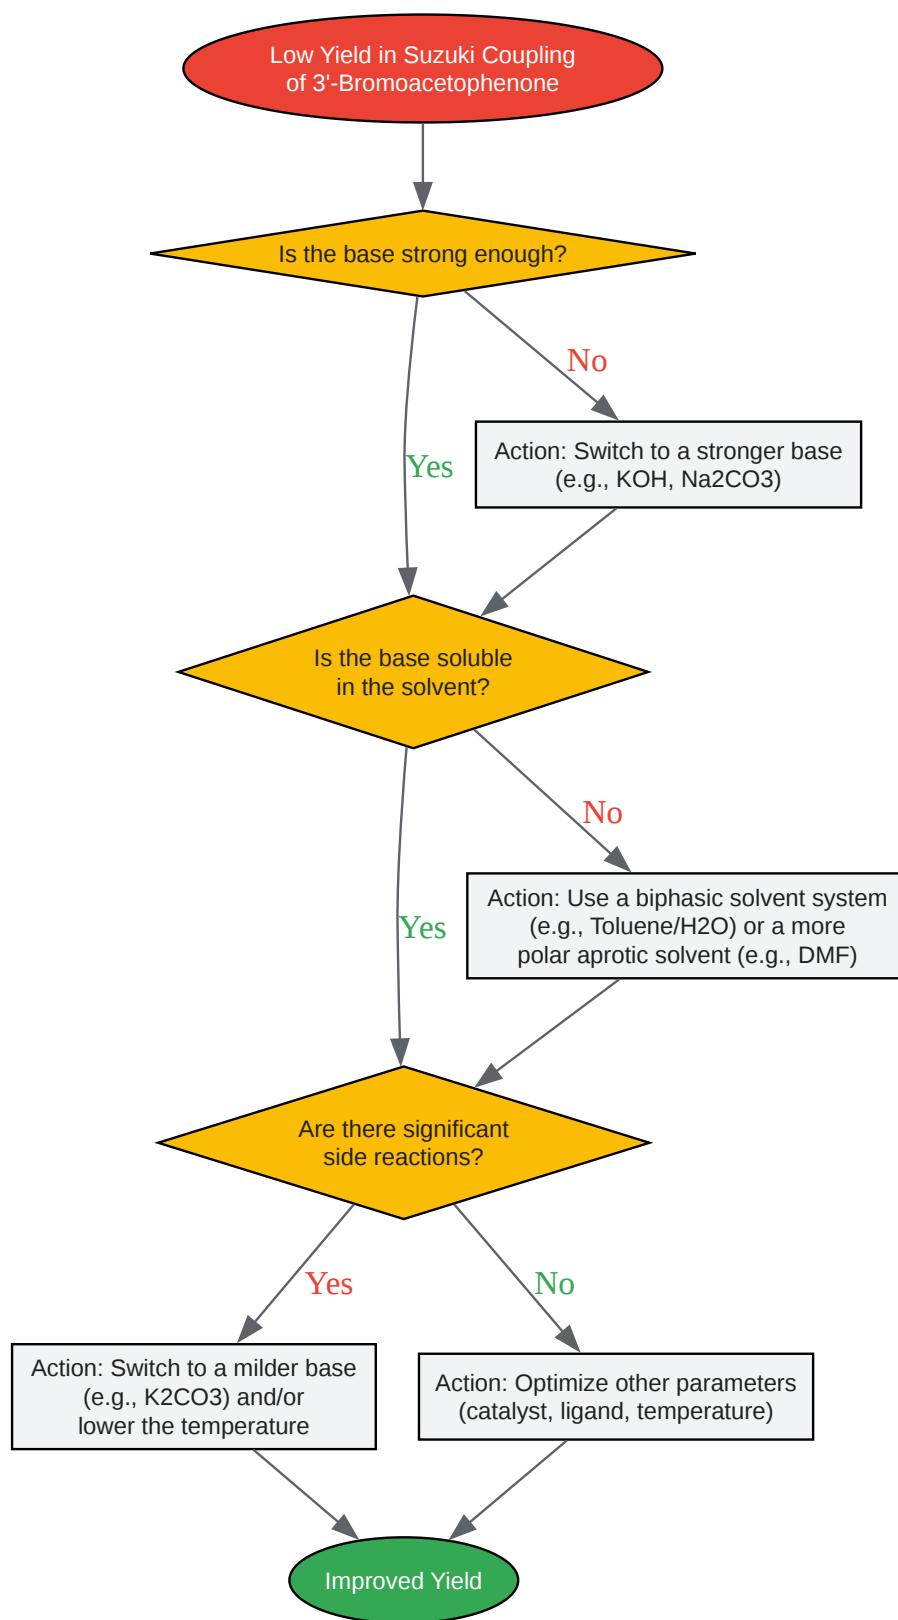 Low Yield in Suzuki Coupling
of 3'-Bromoacetophenone
Is the base strong enough?
No
Action: Switch to a stronger base
(e.g., KOH, Na2CO3)
Yes
Is the base soluble
in the solvent?
No
Action: Use a biphasic solvent system
(e.g., Toluene/H2O) or a more
polar aprotic solvent (e.g., DMF)
Yes
Are there significant
side reactions?
Yes
No
Action: Switch to a milder base
(e.g., K2CO3) and/or
lower the temperature
Action: Optimize other parameters
(catalyst, ligand, temperature)
Improved Yield